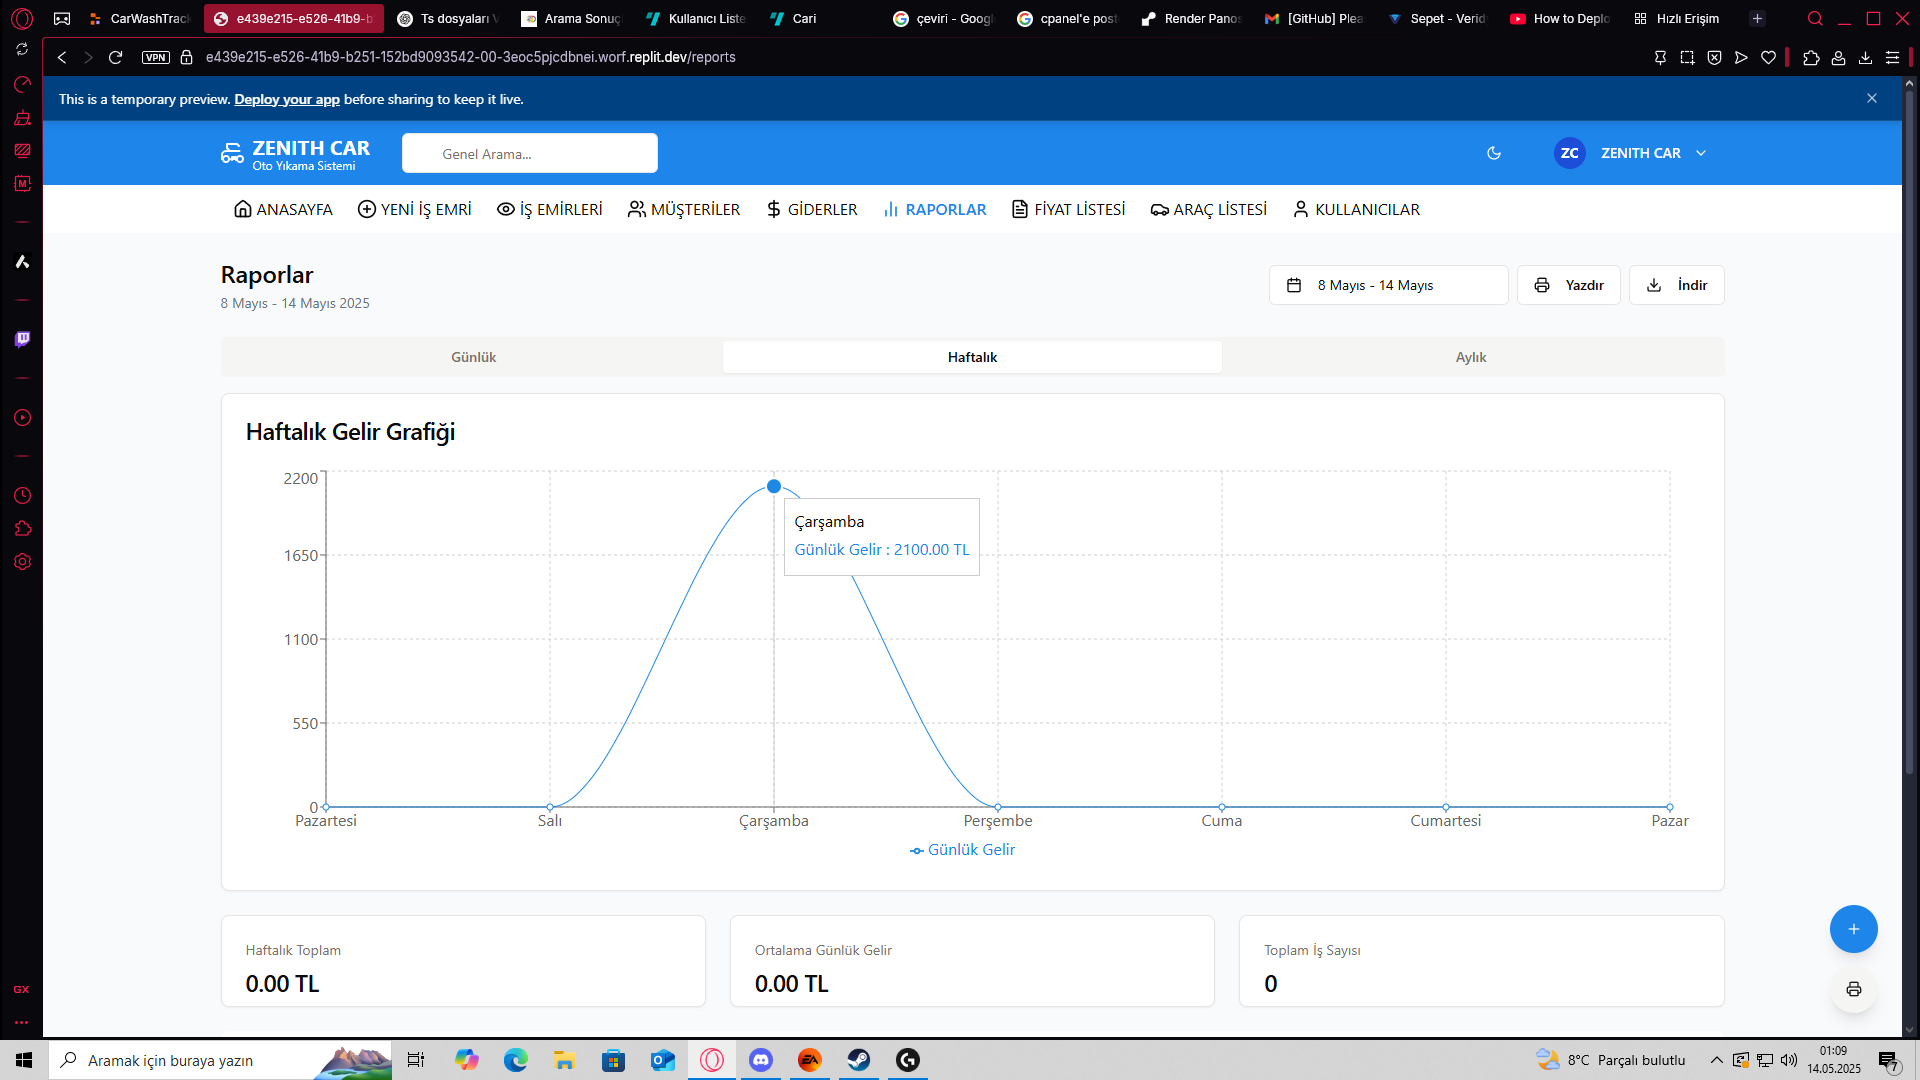 CarWashTrack
e439e215-e526-41b9-b
Ts dosyaları V
Arama Sonuç
Kullanıcı Liste
Cari
çeviri - Google
cpanel'e post
Render Panos
[GitHub] Plea
Sepet - Verid
How to Deplo
Hızlı Erişim
VPN
e439e215-e526-41b9-b251-152bd9093542-00-3eoc5pjcdbnei.worf.replit.dev/reports
This is a temporary preview. Deploy your app before sharing to keep it live.
ZENITH CAR
Oto Yıkama Sistemi
Genel Arama...
ZC
ZENITH CAR
ANASAYFA
YENİ İŞ EMRİ
İŞ EMİRLERİ
MÜŞTERİLER
GİDERLER
RAPORLAR
FİYAT LİSTESİ
ARAÇ LİSTESİ
KULLANICILAR
Raporlar
8 Mayıs - 14 Mayıs 2025
8 Mayıs - 14 Mayıs
Yazdır
İndir
Günlük
Haftalık
Aylık
Haftalık Gelir Grafiği
2200
1650
1100
550
0
Çarşamba
Günlük Gelir : 2100.00 TL
Pazartesi
Salı
Çarşamba
Perşembe
Cuma
Cumartesi
Pazar
Günlük Gelir
Haftalık Toplam
0.00 TL
Ortalama Günlük Gelir
0.00 TL
Toplam İş Sayısı
0
GX
Aramak için buraya yazın
8°C Parçalı bulutlu
01:09
14.05.2025
7